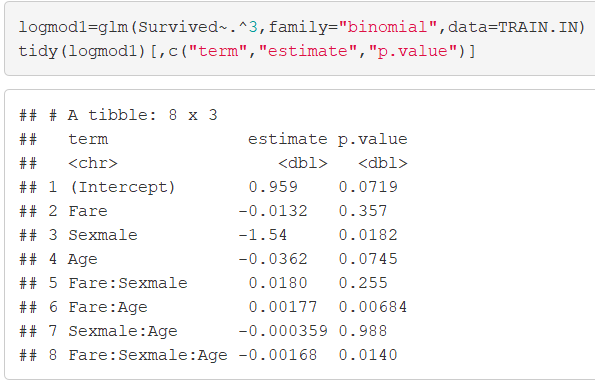 logmod1=glm(Survived~.^3,family="binomial",data=TRAIN.IN)
tidy(logmod1)[,c("term","estimate","p.value")]
## # A tibble: 8 x 3
##   term             estimate p.value
##   <chr>               <dbl>   <dbl>
## 1 (Intercept)       0.959    0.0719
## 2 Fare             -0.0132   0.357
## 3 Sexmale          -1.54     0.0182
## 4 Age              -0.0362   0.0745
## 5 Fare:Sexmale      0.0180   0.255
## 6 Fare:Age          0.00177  0.00684
## 7 Sexmale:Age      -0.000359 0.988
## 8 Fare:Sexmale:Age -0.00168  0.0140